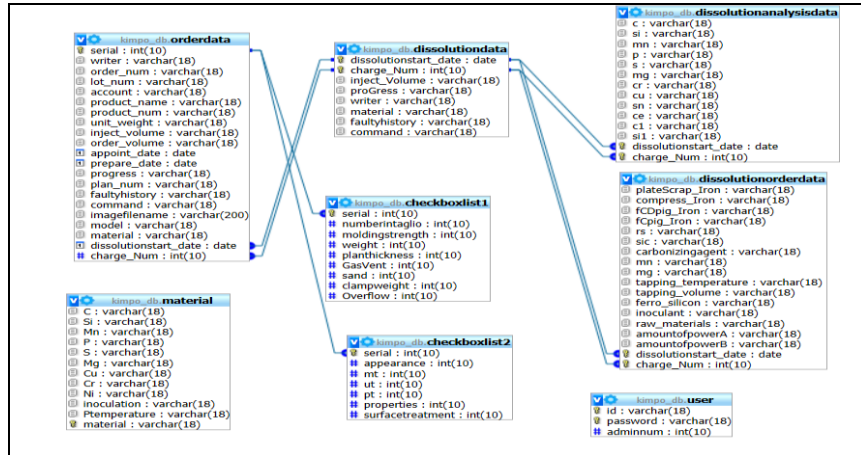 kimpo_db.orderdata
serial : int(10)
writer : varchar(18)
order_num : varchar(18)
lot_num : varchar(18)
account : varchar(18)
product_name : varchar(18)
product_num : varchar(18)
unit_weight : varchar(18)
inject_volume : varchar(18)
order_volume : varchar(18)
appoint_date : date
prepare_date : date
progress : varchar(18)
plan_num : varchar(18)
faultyhistory : varchar(18)
command : varchar(18)
imagefilename : varchar(200)
model : varchar(18)
material : varchar(18)
dissolutionstart_date : date
charge_Num : int(10)
kimpo_db.material
C : varchar(18)
Si : varchar(18)
Mn : varchar(18)
P : varchar(18)
S : varchar(18)
Mg : varchar(18)
Cu : varchar(18)
Cr : varchar(18)
Ni : varchar(18)
inoculation : varchar(18)
Ptemperature : varchar(18)
material : varchar(18)
kimpo_db.dissolutiondata
dissolutionstart_date : date
charge_Num : int(10)
inject_Volume : varchar(18)
proGress : varchar(18)
writer : varchar(18)
material : varchar(18)
faultyhistory : varchar(18)
command : varchar(18)
kimpo_db.checkboxlist1
serial : int(10)
numberintaglio : int(10)
moldingstrength : int(10)
weight : int(10)
planthickness : int(10)
GasVent : int(10)
sand : int(10)
clampweight : int(10)
Overflow : int(10)
kimpo_db.checkboxlist2
serial : int(10)
appearance : int(10)
mt : int(10)
ut : int(10)
pt : int(10)
properties : int(10)
surfacetreatment : int(10)
kimpo_db.dissolutionanalysisdata
c : varchar(18)
si : varchar(18)
mn : varchar(18)
p : varchar(18)
s : varchar(18)
mg : varchar(18)
cr : varchar(18)
cu : varchar(18)
sn : varchar(18)
ce : varchar(18)
c1 : varchar(18)
si1 : varchar(18)
dissolutionstart_date : date
charge_Num : int(10)
kimpo_db.dissolutionorderdata
plateScrap_Iron : varchar(18)
compress_Iron : varchar(18)
fCDpig_Iron : varchar(18)
fCpig_Iron : varchar(18)
rs : varchar(18)
sic : varchar(18)
carbonizingagent : varchar(18)
mn : varchar(18)
mg : varchar(18)
tapping_temperature : varchar(18)
tapping_volume : varchar(18)
ferro_silicon : varchar(18)
inoculant : varchar(18)
raw_materials : varchar(18)
amountofpowerA : varchar(18)
amountofpowerB : varchar(18)
dissolutionstart_date : date
charge_Num : int(10)
kimpo_db.user
id : varchar(18)
password : varchar(18)
adminnum : int(10)